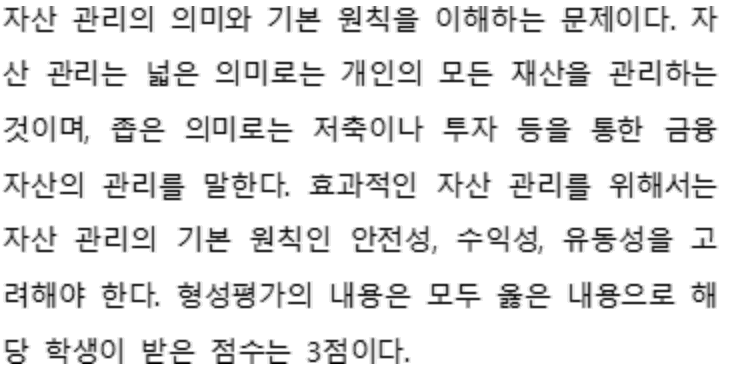 자산 관리의 의미와 기본 원칙을 이해하는 문제이다. 자
산 관리는 넓은 의미로는 개인의 모든 재산을 관리하는
것이며, 좁은 의미로는 저축이나 투자 등을 통한 금융
자산의 관리를 말한다. 효과적인 자산 관리를 위해서는
자산 관리의 기본 원칙인 안전성, 수익성, 유동성을 고
려해야 한다. 형성평가의 내용은 모두 옳은 내용으로 해
당 학생이 받은 점수는 3점이다.